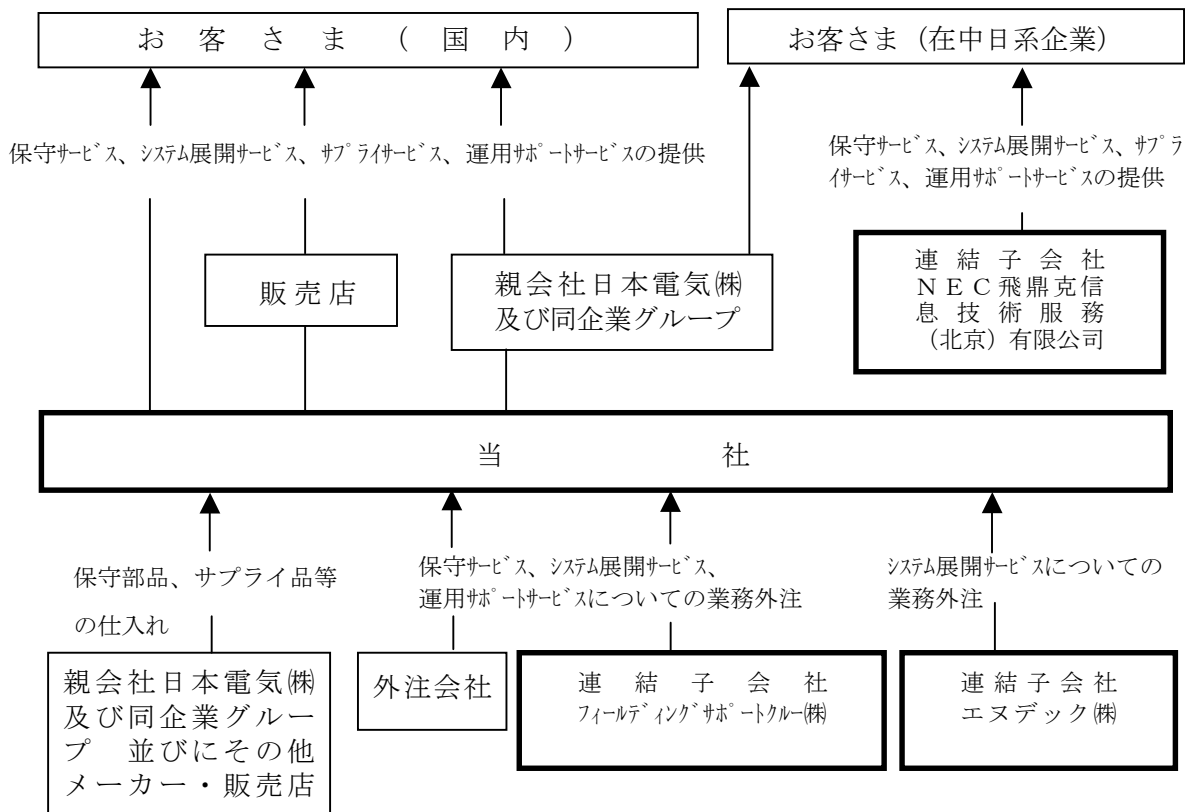 お客さま（国内）
お客さま（在中日系企業）
保守ｻｰﾋﾞｽ、ｼｽﾃﾑ展開ｻｰﾋﾞｽ、ｻﾌﾟﾗｲｻｰﾋﾞｽ、運用ｻﾎﾟｰﾄｻｰﾋﾞｽの提供
保守ｻｰﾋﾞｽ、ｼｽﾃﾑ展開ｻｰﾋﾞｽ、ｻﾌﾟﾗ
ｲｻｰﾋﾞｽ、運用ｻﾎﾟｰﾄｻｰﾋﾞｽの提供
販売店
親会社日本電気㈱
及び同企業グループ
連結子会社
ＮＥＣ飛鼎克信
息技術服務
（北京）有限公司
当社
保守部品、サプライ品等
の仕入れ
保守ｻｰﾋﾞｽ、ｼｽﾃﾑ展開ｻｰﾋﾞｽ、
運用ｻﾎﾟｰﾄｻｰﾋﾞｽについての業務外注
ｼｽﾃﾑ展開ｻｰﾋﾞｽについての
業務外注
親会社日本電気㈱
及び同企業グルー
プ　並びにその他
メーカー・販売店
外注会社
連結子会社
ﾌｨｰﾙﾃﾞｨﾝｸﾞｻﾎﾟｰﾄｸﾙｰ㈱
連結子会社
エヌデック㈱